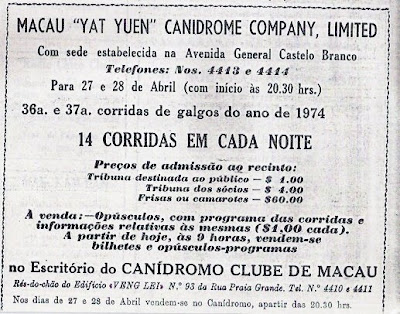 MACAU "YAT YUEN" CANIDROME COMPANY, LIMITED
Com sede estabelecida na Avenida General Castelo Branco
Telefones: Nos. 4413 e 4414
Para 27 e 28 de Abril (com início às 20.30 hrs.)
36a. e 37a. corridas de galgos do ano de 1974
14 CORRIDAS EM CADA NOITE
Preços de admissão ao recinto:
Tribuna destinada ao público — $ 1.00
Tribuna dos sócios — $ 4.00
Frisas ou camarotes — $60.00
A venda:—Opúsculos, com programa das corridas e
informações relativas às mesmas ($1.00 cada).
A partir de hoje, às 9 horas, vendem-se
bilhetes e opúsculos-programas
no Escritório do CANÍDROMO CLUBE DE MACAU
Rés-do-chão do Edifício «VENG LEI» N.º 93 da Rua Praia Grande. Tel. N.º 4410 e 4411
Nos dias de 27 e 28 de Abril vendem-se no Canídromo, apartir das 20.30 hrs.